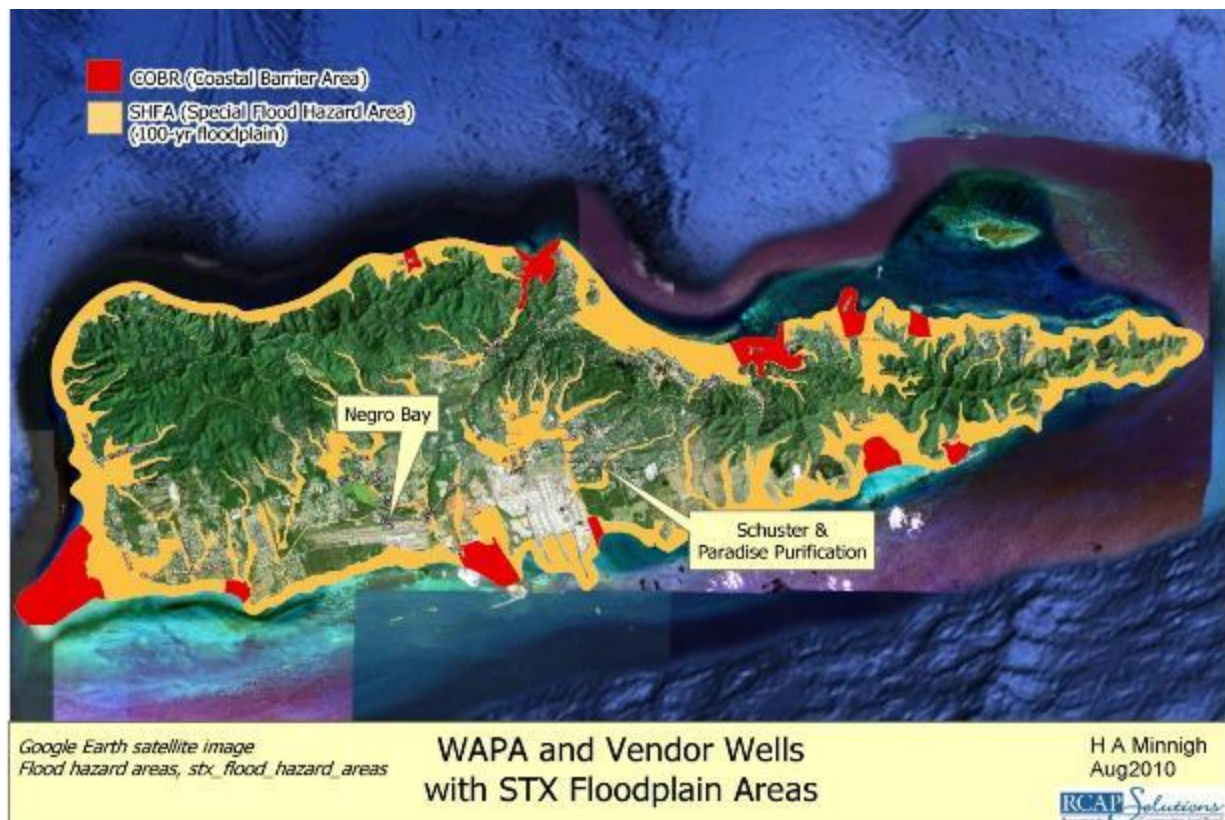 COBR (Coastal Barrier Area)
SHFA (Special Flood Hazard Area)
(100-yr floodplain)
Negro Bay
Schuster &
Paradise Purification
Google Earth satellite image
Flood hazard areas, stx_flood_hazard_areas
WAPA and Vendor Wells
with STX Floodplain Areas
H A Minnigh
Aug2010
RCAP Solutions